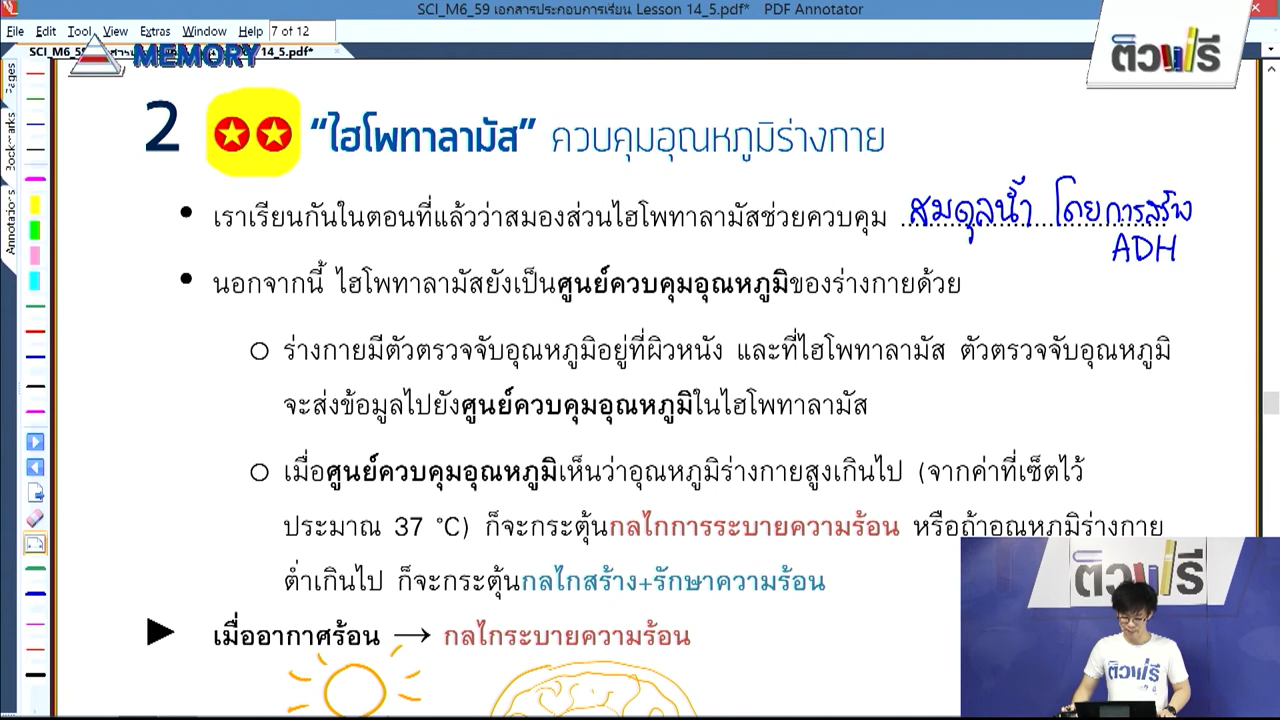 SCI_M6_59 เอกสารประกอบการเรียน Lesson 14_5.pdf* PDF Annotator
File Edit Tool View Extras Window Help 7 of 12
SCI_M6_59 14_5.pdf*
MEMORY
ติวฟรี
Pages
Bookmarks
Annotations
2 “ไฮโพทาลามัส” ควบคุมอุณหภูมิร่างกาย
• เราเรียนกันในตอนที่แล้วว่าสมองส่วนไฮโพทาลามัสช่วยควบคุม สมดุลน้ำ โดยการสร้าง
ADH
• นอกจากนี้ ไฮโพทาลามัสยังเป็นศูนย์ควบคุมอุณหภูมิของร่างกายด้วย
○ ร่างกายมีตัวตรวจจับอุณหภูมิอยู่ที่ผิวหนัง และที่ไฮโพทาลามัส ตัวตรวจจับอุณหภูมิ
จะส่งข้อมูลไปยังศูนย์ควบคุมอุณหภูมิในไฮโพทาลามัส
○ เมื่อศูนย์ควบคุมอุณหภูมิเห็นว่าอุณหภูมิร่างกายสูงเกินไป (จากค่าที่เซ็ตไว้
ประมาณ 37 °C) ก็จะกระตุ้นกลไกการระบายความร้อน หรือถ้าอุณหภูมิร่างกาย
ต่ำเกินไป ก็จะกระตุ้นกลไกสร้าง+รักษาความร้อน
► เมื่ออากาศร้อน → กลไกระบายความร้อน
ติวฟรี
ติวฟรี